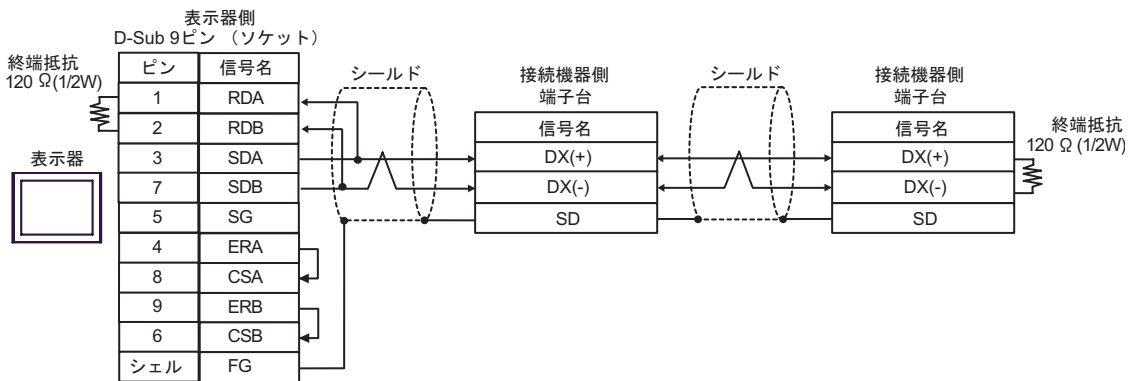 表示器側
D-Sub 9ピン （ソケット）
終端抵抗
120 Ω(1/2W)
ピン 信号名
1 RDA
2 RDB
3 SDA
7 SDB
5 SG
4 ERA
8 CSA
9 ERB
6 CSB
シェル FG
表示器
シールド
接続機器側
端子台
信号名
DX(+)
DX(-)
SD
シールド
接続機器側
端子台
信号名
DX(+)
DX(-)
SD
終端抵抗
120 Ω (1/2W)